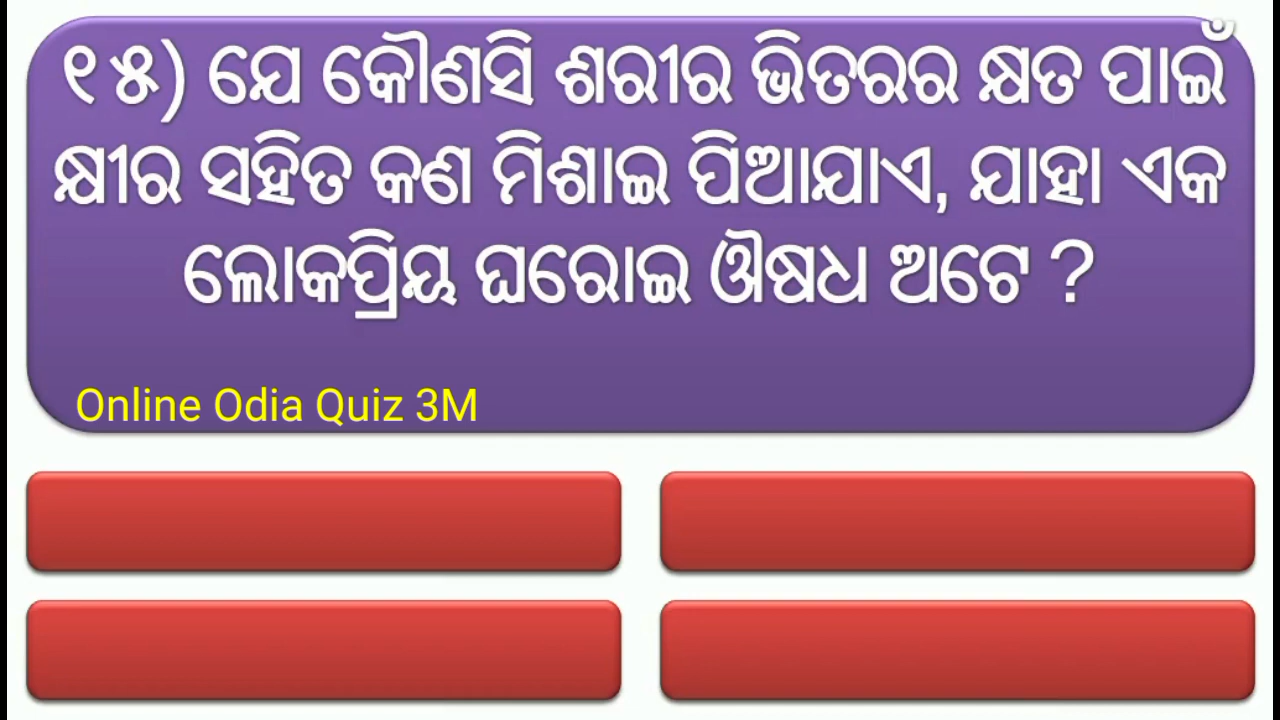 ୧୫) ଯେ କୌଣସି ଶରୀର ଭିତରର କ୍ଷତ ପାଇଁ
କ୍ଷୀର ସହିତ କଣ ମିଶାଇ ପିଆଯାଏ, ଯାହା ଏକ
ଲୋକପ୍ରିୟ ଘରୋଇ ଔଷଧ ଅଟେ ?
Online Odia Quiz 3M